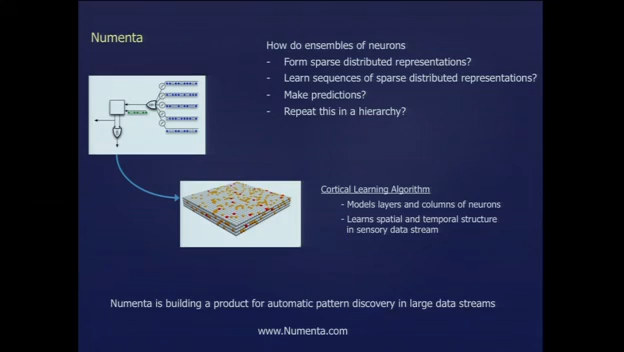 Numenta
How do ensembles of neurons
- Form sparse distributed representations?
- Learn sequences of sparse distributed representations?
- Make predictions?
- Repeat this in a hierarchy?
Cortical Learning Algorithm
- Models layers and columns of neurons
- Learns spatial and temporal structure
in sensory data stream
Numenta is building a product for automatic pattern discovery in large data streams
www.Numenta.com